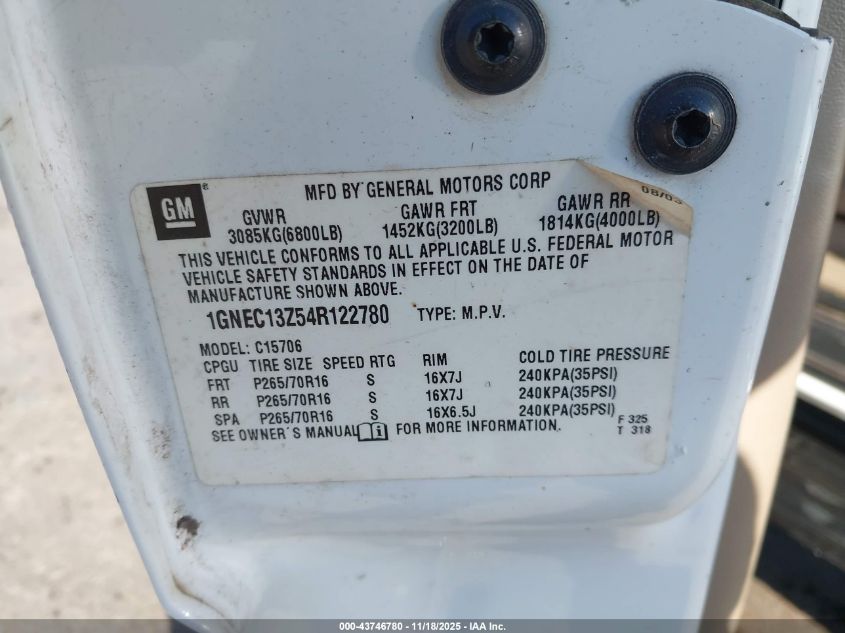 GM
MFD BY GENERAL MOTORS CORP 08/03
GVWR GAWR FRT GAWR RR
3085KG(6800LB) 1452KG(3200LB) 1814KG(4000LB)
THIS VEHICLE CONFORMS TO ALL APPLICABLE U.S. FEDERAL MOTOR
VEHICLE SAFETY STANDARDS IN EFFECT ON THE DATE OF
MANUFACTURE SHOWN ABOVE.
1GNEC13Z54R122780 TYPE: M.P.V.
MODEL: C15706
CPGU TIRE SIZE SPEED RTG RIM COLD TIRE PRESSURE
FRT P265/70R16 S 16X7J 240KPA(35PSI)
RR P265/70R16 S 16X7J 240KPA(35PSI)
SPA P265/70R16 S 16X6.5J 240KPA(35PSI)
SEE OWNER'S MANUAL FOR MORE INFORMATION.
F 325
T 318
000-43746780 - 11/18/2025 - IAA Inc.